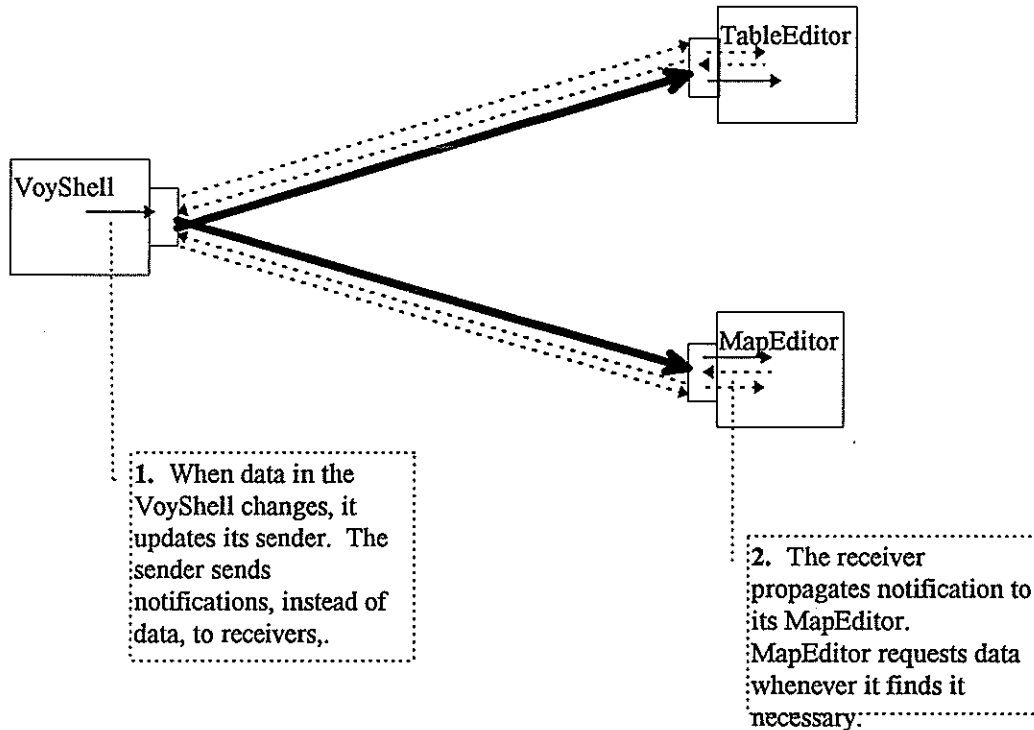 TableEditor
VoyShell
MapEditor
1. When data in the
VoyShell changes, it
updates its sender. The
sender sends
notifications, instead of
data, to receivers,.
2. The receiver
propagates notification to
its MapEditor.
MapEditor requests data
whenever it finds it
necessary.